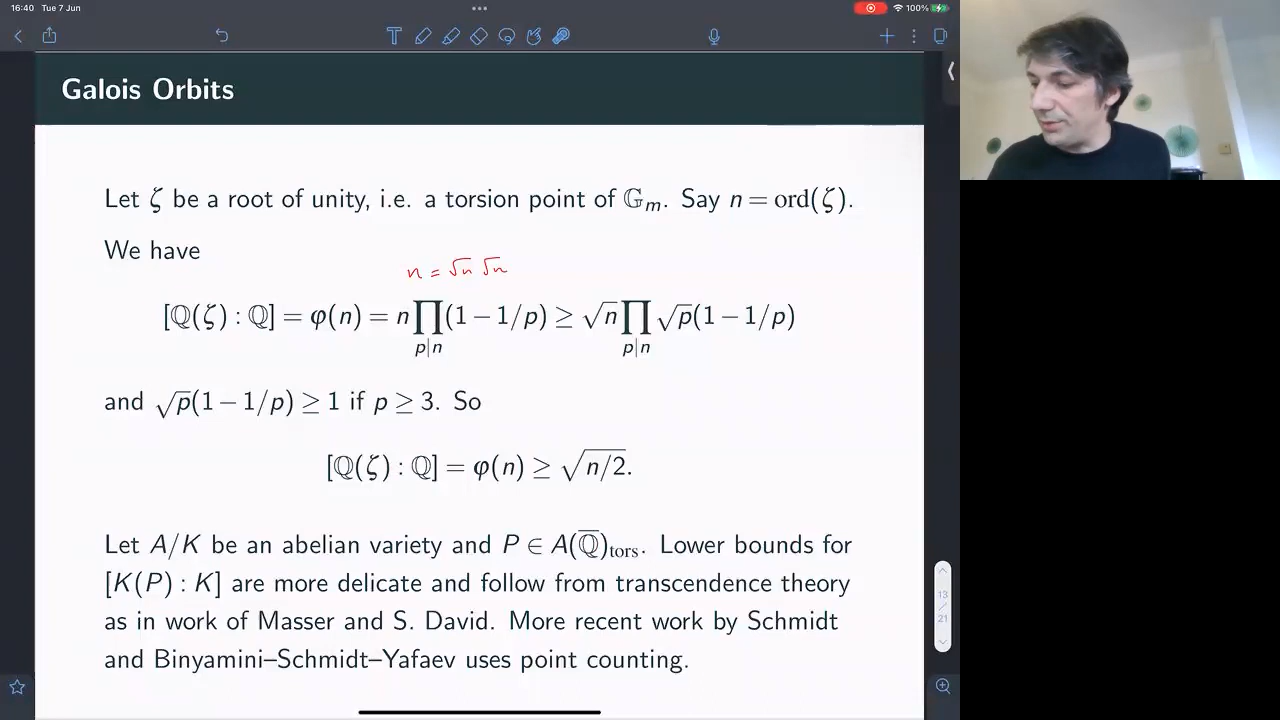 16:40 Tue 7 Jun
100%
Galois Orbits
Let ζ be a root of unity, i.e. a torsion point of 𝔾ₘ. Say n = ord(ζ).
We have
n = √n √n
[ℚ(ζ) : ℚ] = φ(n) = n ∏_{p|n} (1 − 1/p) ≥ √n ∏_{p|n} √p(1 − 1/p)
and √p(1 − 1/p) ≥ 1 if p ≥ 3. So
[ℚ(ζ) : ℚ] = φ(n) ≥ √(n/2).
Let A/K be an abelian variety and P ∈ A(ℚ̅)_tors. Lower bounds for
[K(P) : K] are more delicate and follow from transcendence theory
as in work of Masser and S. David. More recent work by Schmidt
and Binyamini–Schmidt–Yafaev uses point counting.
13
/
21